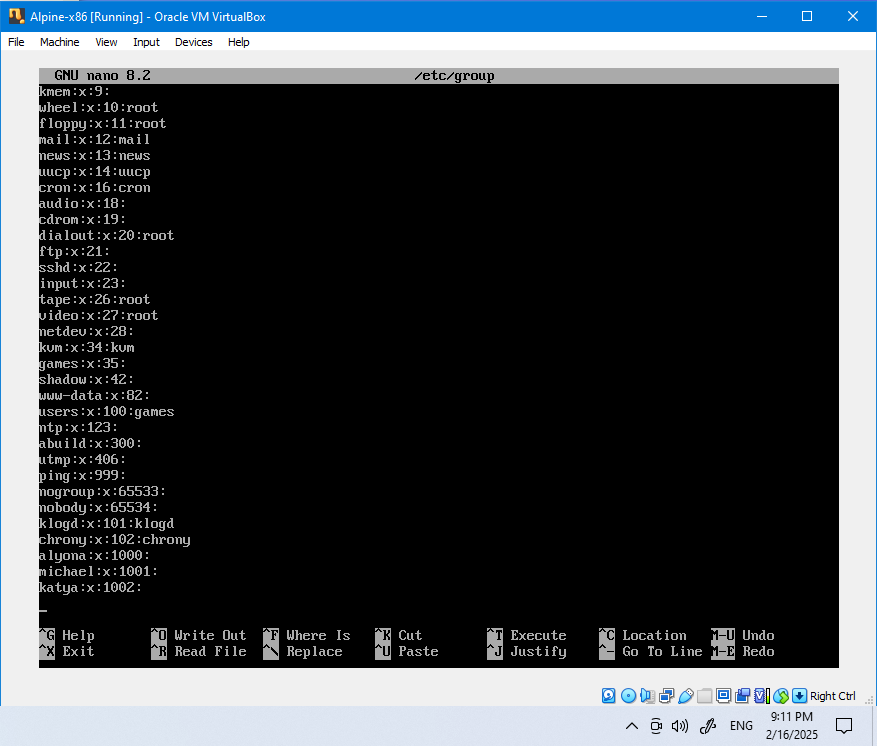 Alpine-x86 [Running] - Oracle VM VirtualBox
File Machine View Input Devices Help
GNU nano 8.2 /etc/group
kmem:x:9:
wheel:x:10:root
floppy:x:11:root
mail:x:12:mail
news:x:13:news
uucp:x:14:uucp
cron:x:16:cron
audio:x:18:
cdrom:x:19:
dialout:x:20:root
ftp:x:21:
sshd:x:22:
input:x:23:
tape:x:26:root
video:x:27:root
netdev:x:28:
kvm:x:34:kvm
games:x:35:
shadow:x:42:
www-data:x:82:
users:x:100:games
ntp:x:123:
abuild:x:300:
utmp:x:406:
ping:x:999:
nogroup:x:65533:
nobody:x:65534:
klogd:x:101:klogd
chrony:x:102:chrony
alyona:x:1000:
michael:x:1001:
katya:x:1002:
^G Help ^O Write Out ^F Where Is ^K Cut ^T Execute ^C Location M-U Undo
^X Exit ^R Read File ^\ Replace ^U Paste ^J Justify ^- Go To Line M-E Redo
Right Ctrl
ENG 9:11 PM
2/16/2025